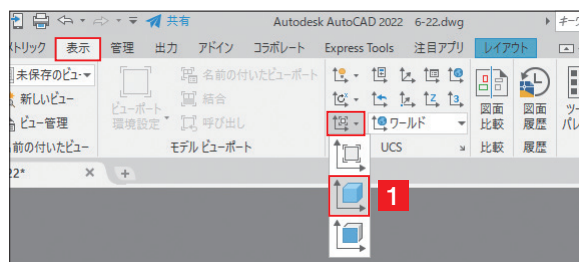 共有 Autodesk AutoCAD 2022 6-22.dwg キーワ
トリック 表示 管理 出力 アドイン コラボレート Express Tools 注目アプリ レイアウト
未保存のビュー 名前の付いたビューポート
新しいビュー 結合
ビュー管理 ビューポート環境設定 呼び出し ワールド 図面比較 図面履歴
前の付いたビュー モデル ビューポート UCS 比較 履歴
22* × +
1